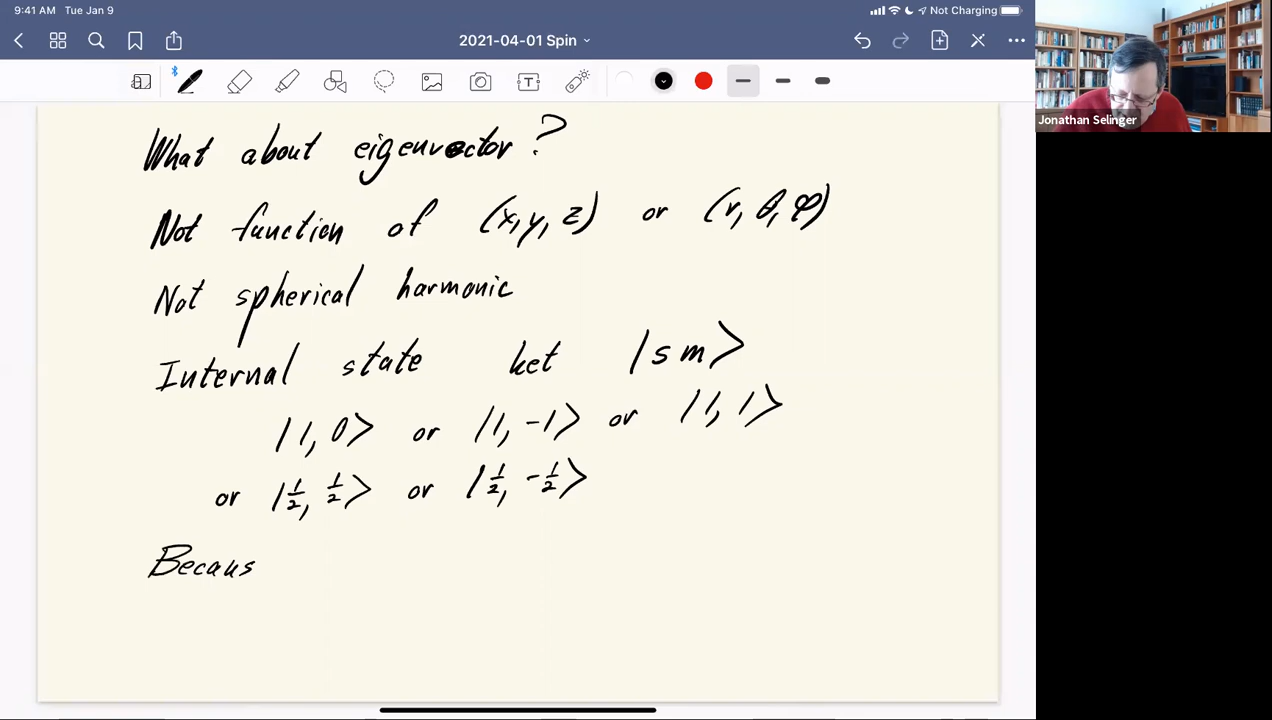 9:41 AM Tue Jan 9
Not Charging
2021-04-01 Spin
Jonathan Selinger
What about eigenvector?
Not function of (x, y, z) or (r, θ, φ)
Not spherical harmonic
Internal state ket |s m>
|1, 0> or |1, -1> or |1, 1>
or |½, ½> or |½, -½>
Becaus